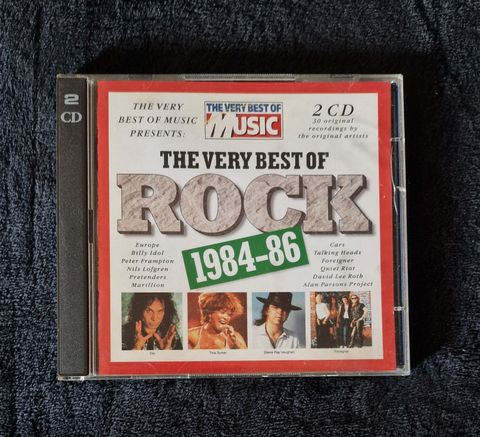 2
CD
THE VERY
BEST OF MUSIC
PRESENTS:
THE VERY BEST OF
MUSIC
2 CD
30 original
recordings by
the original artists
THE VERY BEST OF
ROCK
1984-86
Europe
Billy Idol
Peter Frampton
Nils Lofgren
Pretenders
Marillion
Cars
Talking Heads
Foreigner
Quiet Riot
David Lee Roth
Alan Parsons Project
Dio
Tina Turner
Stevie Ray Vaughan
Foreigner